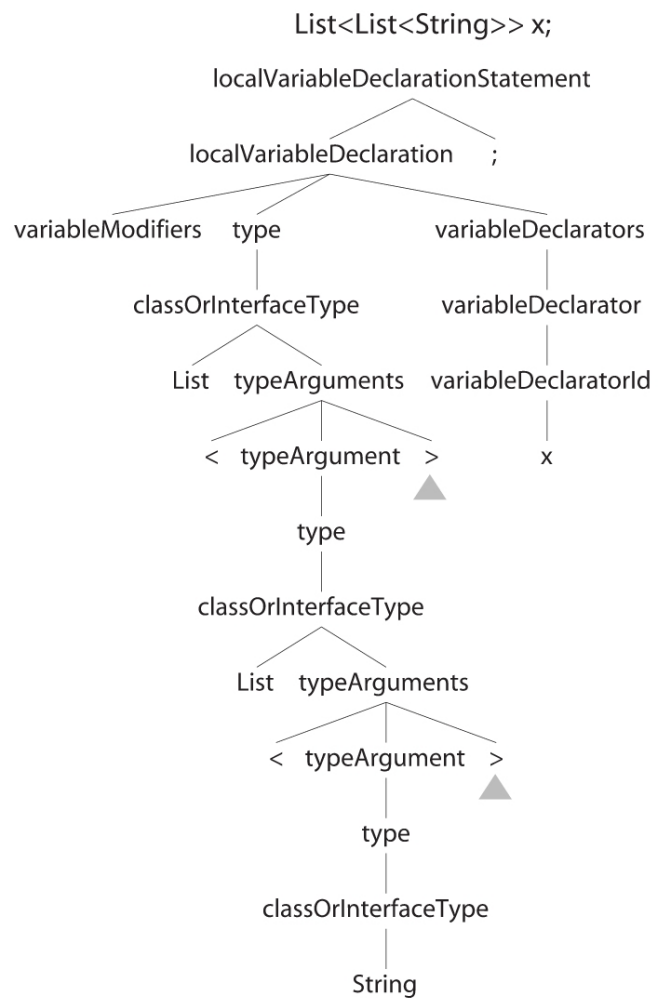 List<List<String>> x;
localVariableDeclarationStatement
localVariableDeclaration ;
variableModifiers type variableDeclarators
classOrInterfaceType variableDeclarator
List typeArguments variableDeclaratorId
< typeArgument > x
type
classOrInterfaceType
List typeArguments
< typeArgument >
type
classOrInterfaceType
String